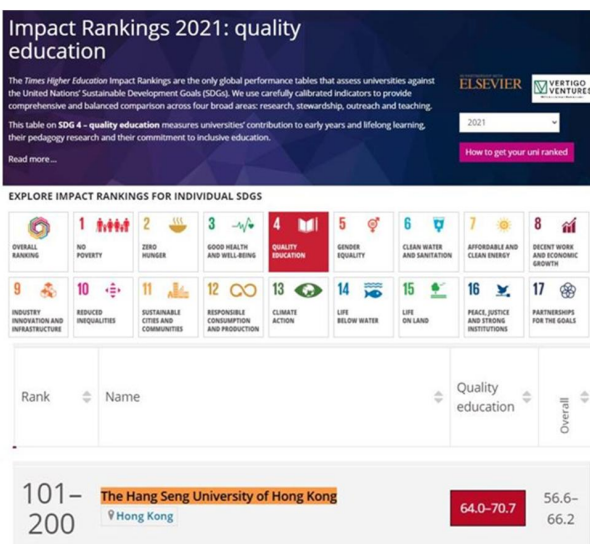 Impact Rankings 2021: quality
education
The Times Higher Education Impact Rankings are the only global performance tables that assess universities against
the United Nations' Sustainable Development Goals (SDGs). We use carefully calibrated indicators to provide
comprehensive and balanced comparison across four broad areas: research, stewardship, outreach and teaching.
This table on SDG 4 – quality education measures universities' contribution to early years and lifelong learning,
their pedagogy research and their commitment to inclusive education.
Read more...
ELSEVIER
VERTIGO
VENTURES
2021
How to get your uni ranked
EXPLORE IMPACT RANKINGS FOR INDIVIDUAL SDGS
OVERALL
RANKING
1
NO
POVERTY
2
ZERO
HUNGER
3
GOOD HEALTH
AND WELL-BEING
4
QUALITY
EDUCATION
5
GENDER
EQUALITY
6
CLEAN WATER
AND SANITATION
7
AFFORDABLE AND
CLEAN ENERGY
8
DECENT WORK
AND ECONOMIC
GROWTH
9
INDUSTRY
INNOVATION AND
INFRASTRUCTURE
10
REDUCED
INEQUALITIES
11
SUSTAINABLE
CITIES AND
COMMUNITIES
12
RESPONSIBLE
CONSUMPTION
AND PRODUCTION
13
CLIMATE
ACTION
14
LIFE
BELOW WATER
15
LIFE
ON LAND
16
PEACE, JUSTICE
AND STRONG
INSTITUTIONS
17
PARTNERSHIPS
FOR THE GOALS
Rank
Name
Quality
education
Overall
101–
200
The Hang Seng University of Hong Kong
Hong Kong
64.0–70.7
56.6–
66.2